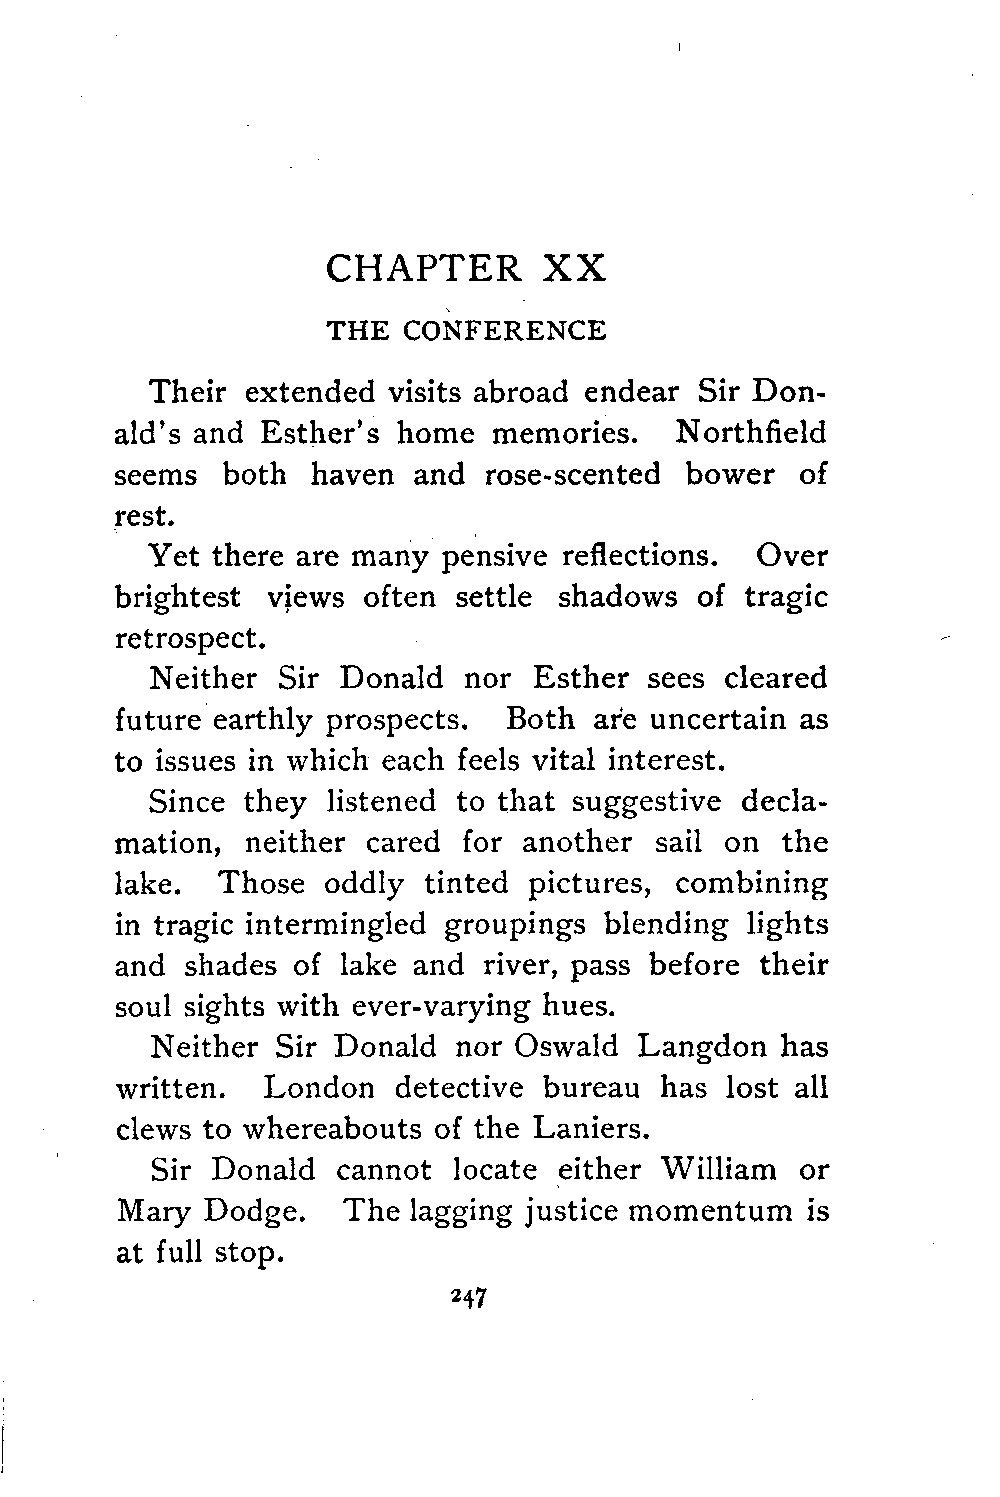 CHAPTER XX
THE CONFERENCE
Their extended visits abroad endear Sir Don-
ald's and Esther's home memories. Northfield
seems both haven and rose-scented bower of
rest.
Yet there are many pensive reflections. Over
brightest views often settle shadows of tragic
retrospect.
Neither Sir Donald nor Esther sees cleared
future earthly prospects. Both are uncertain as
to issues in which each feels vital interest.
Since they listened to that suggestive decla-
mation, neither cared for another sail on the
lake. Those oddly tinted pictures, combining
in tragic intermingled groupings blending lights
and shades of lake and river, pass before their
soul sights with ever-varying hues.
Neither Sir Donald nor Oswald Langdon has
written. London detective bureau has lost all
clews to whereabouts of the Laniers.
Sir Donald cannot locate either William or
Mary Dodge. The lagging justice momentum is
at full stop.
247